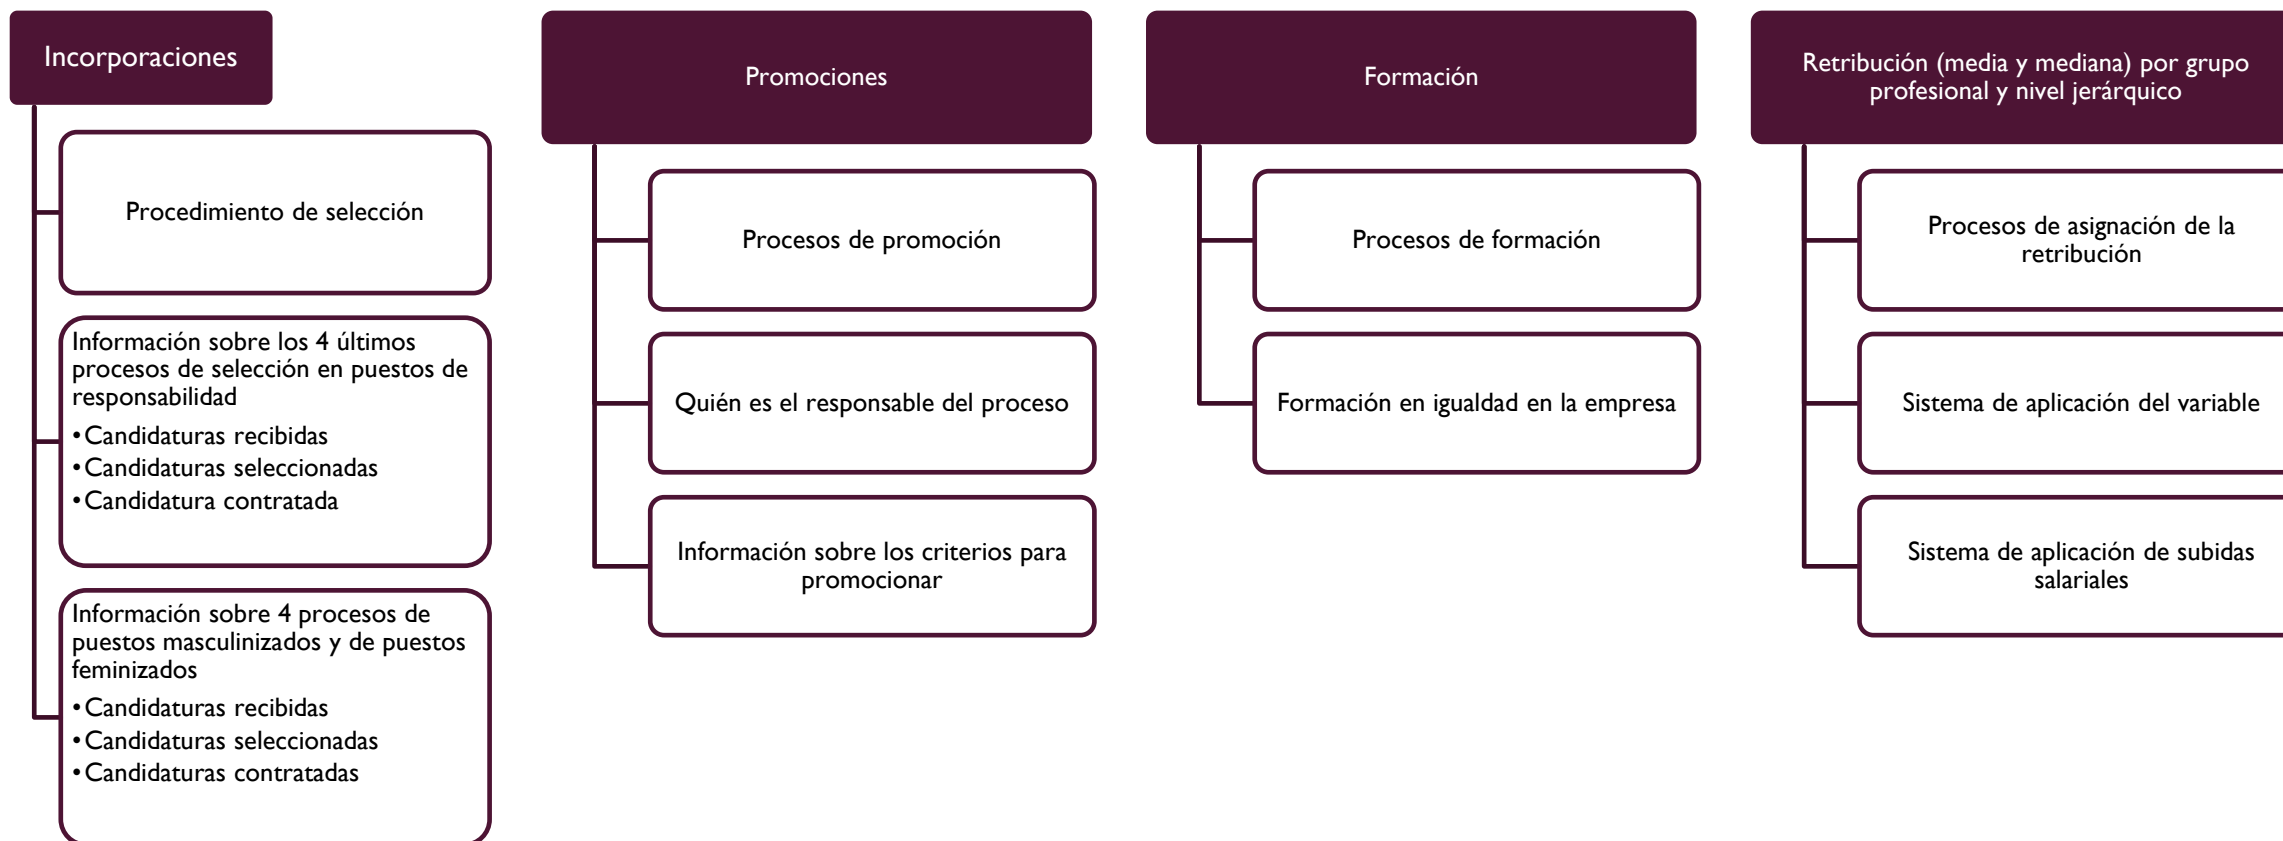 Incorporaciones
Procedimiento de selección
Información sobre los 4 últimos
procesos de selección en puestos de
responsabilidad
•Candidaturas recibidas
•Candidaturas seleccionadas
•Candidatura contratada
Información sobre 4 procesos de
puestos masculinizados y de puestos
feminizados
•Candidaturas recibidas
•Candidaturas seleccionadas
•Candidaturas contratadas
Promociones
Procesos de promoción
Quién es el responsable del proceso
Información sobre los criterios para
promocionar
Formación
Procesos de formación
Formación en igualdad en la empresa
Retribución (media y mediana) por grupo
profesional y nivel jerárquico
Procesos de asignación de la
retribución
Sistema de aplicación del variable
Sistema de aplicación de subidas
salariales